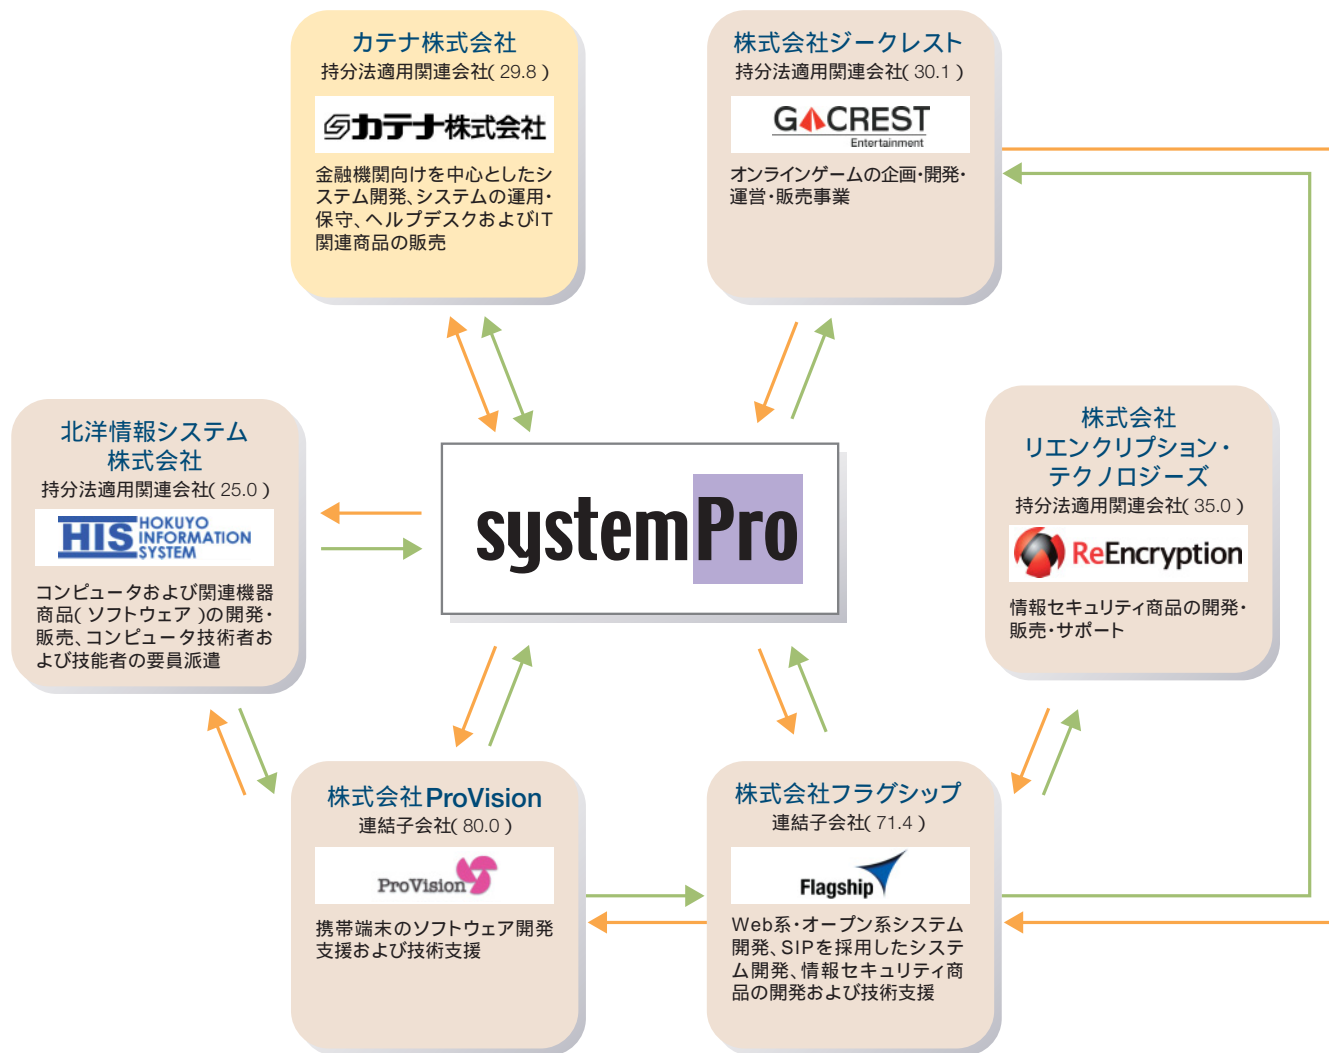 カテナ株式会社
持分法適用関連会社( 29.8 )
カテナ株式会社
金融機関向けを中心としたシ
ステム開発、システムの運用・
保守、ヘルプデスクおよびIT
関連商品の販売
株式会社ジークレスト
持分法適用関連会社( 30.1 )
GCREST
Entertainment
オンラインゲームの企画・開発・
運営・販売事業
北洋情報システム
株式会社
持分法適用関連会社( 25.0 )
HIS HOKUYO
INFORMATION
SYSTEM
コンピュータおよび関連機器
商品( ソフトウェア )の開発・
販売、コンピュータ技術者お
よび技能者の要員派遣
systemPro
株式会社
リエンクリプション・
テクノロジーズ
持分法適用関連会社( 35.0 )
ReEncryption
情報セキュリティ商品の開発・
販売・サポート
株式会社ProVision
連結子会社( 80.0 )
ProVision
携帯端末のソフトウェア開発
支援および技術支援
株式会社フラグシップ
連結子会社( 71.4 )
Flagship
Web系・オープン系システム
開発、SIPを採用したシステ
ム開発、情報セキュリティ商
品の開発および技術支援